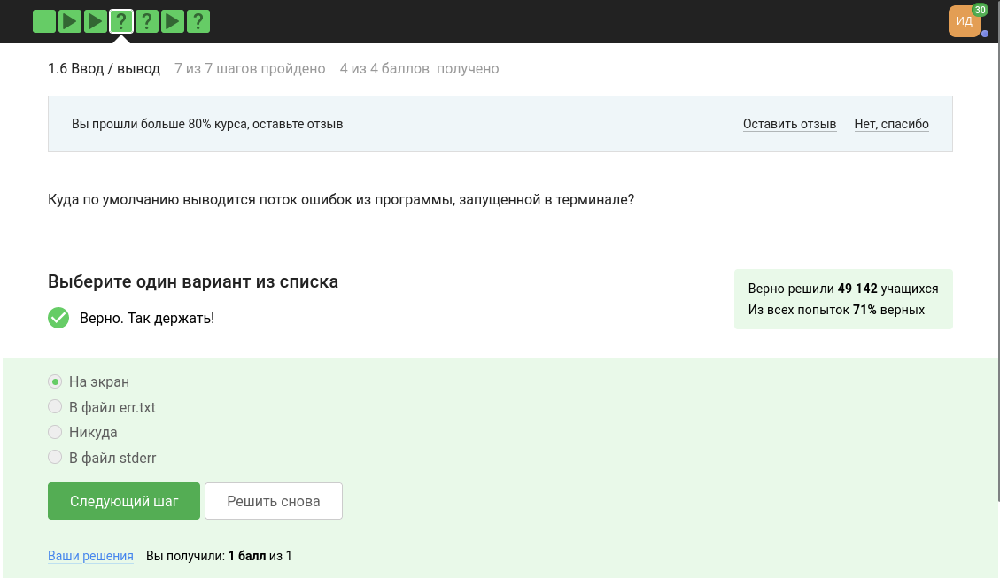 ? ? ?
ИД 30
1.6 Ввод / вывод 7 из 7 шагов пройдено 4 из 4 баллов получено
Вы прошли больше 80% курса, оставьте отзыв Оставить отзыв Нет, спасибо
Куда по умолчанию выводится поток ошибок из программы, запущенной в терминале?
Выберите один вариант из списка
Верно. Так держать!
Верно решили 49 142 учащихся
Из всех попыток 71% верных
На экран
В файл err.txt
Никуда
В файл stderr
Следующий шаг Решить снова
Ваши решения Вы получили: 1 балл из 1